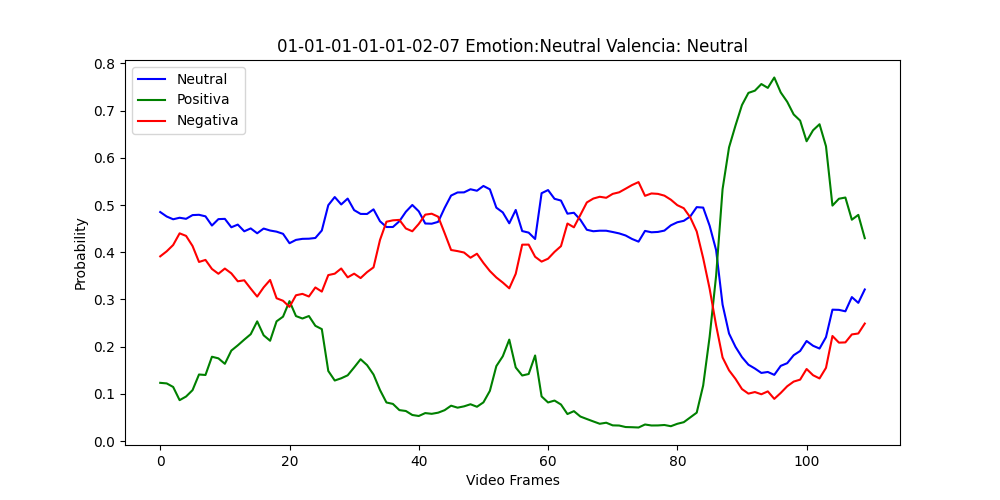 01-01-01-01-01-02-07 Emotion:Neutral Valencia: Neutral
Neutral
Positiva
Negativa
Probability
0.8
0.7
0.6
0.5
0.4
0.3
0.2
0.1
0.0
0 20 40 60 80 100
Video Frames